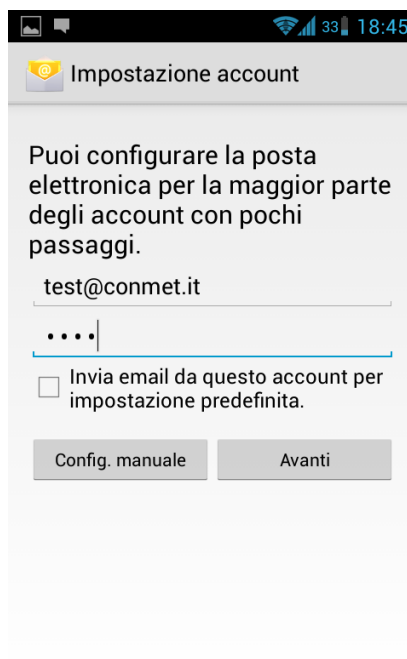 33 18:45
Impostazione account
Puoi configurare la posta
elettronica per la maggior parte
degli account con pochi
passaggi.
test@conmet.it
••••
Invia email da questo account per
impostazione predefinita.
Config. manuale Avanti